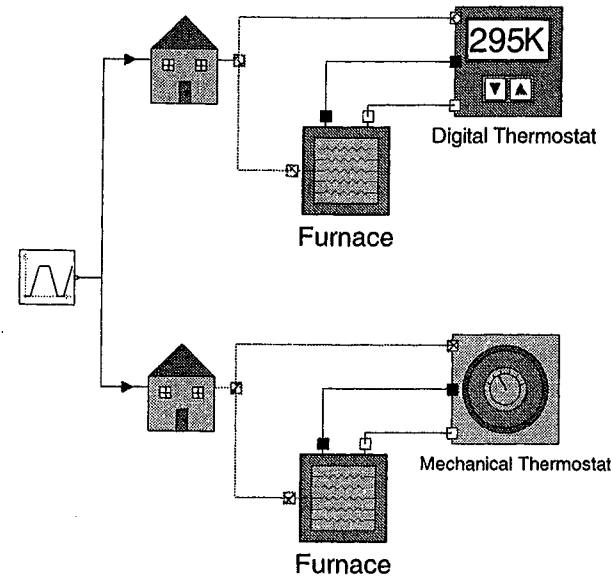 295K
Digital Thermostat
Furnace
Mechanical Thermostat
Furnace